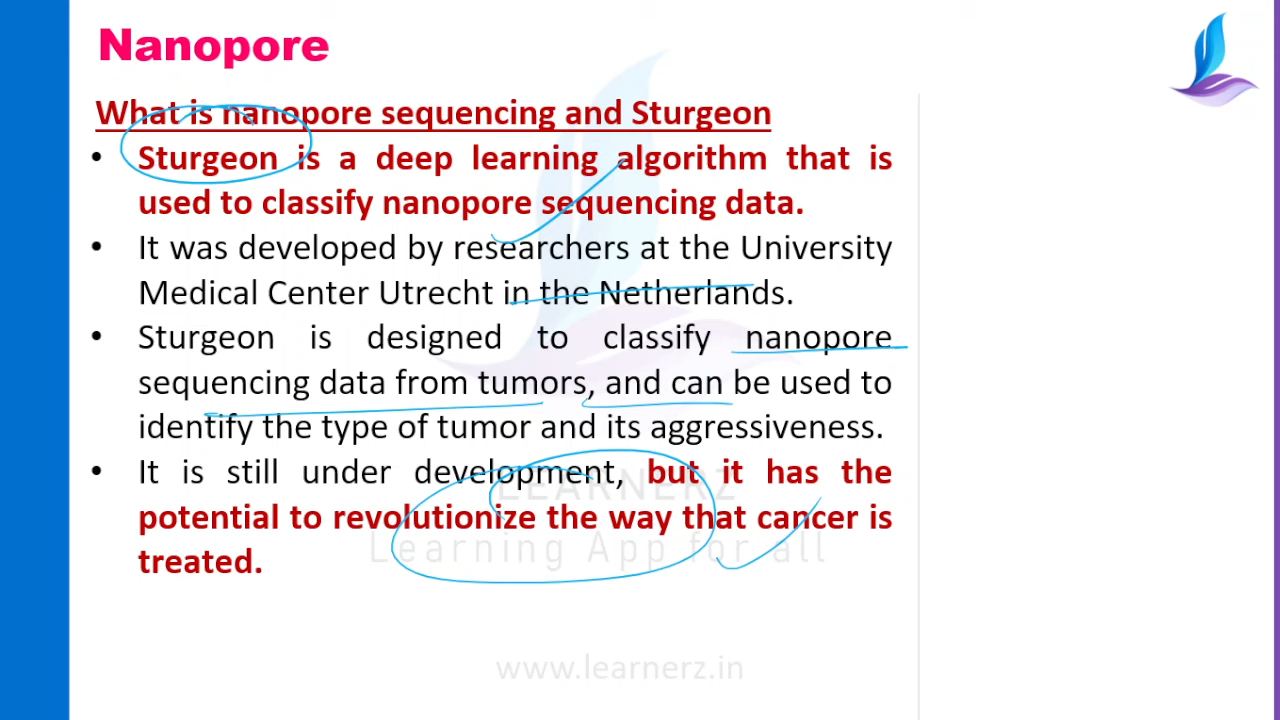 Nanopore
What is nanopore sequencing and Sturgeon
• Sturgeon is a deep learning algorithm that is
used to classify nanopore sequencing data.
• It was developed by researchers at the University
Medical Center Utrecht in the Netherlands.
• Sturgeon is designed to classify nanopore
sequencing data from tumors, and can be used to
identify the type of tumor and its aggressiveness.
• It is still under development, but it has the
LEARNERZ
potential to revolutionize the way that cancer is
Learning App for all
treated.
www.learnerz.in